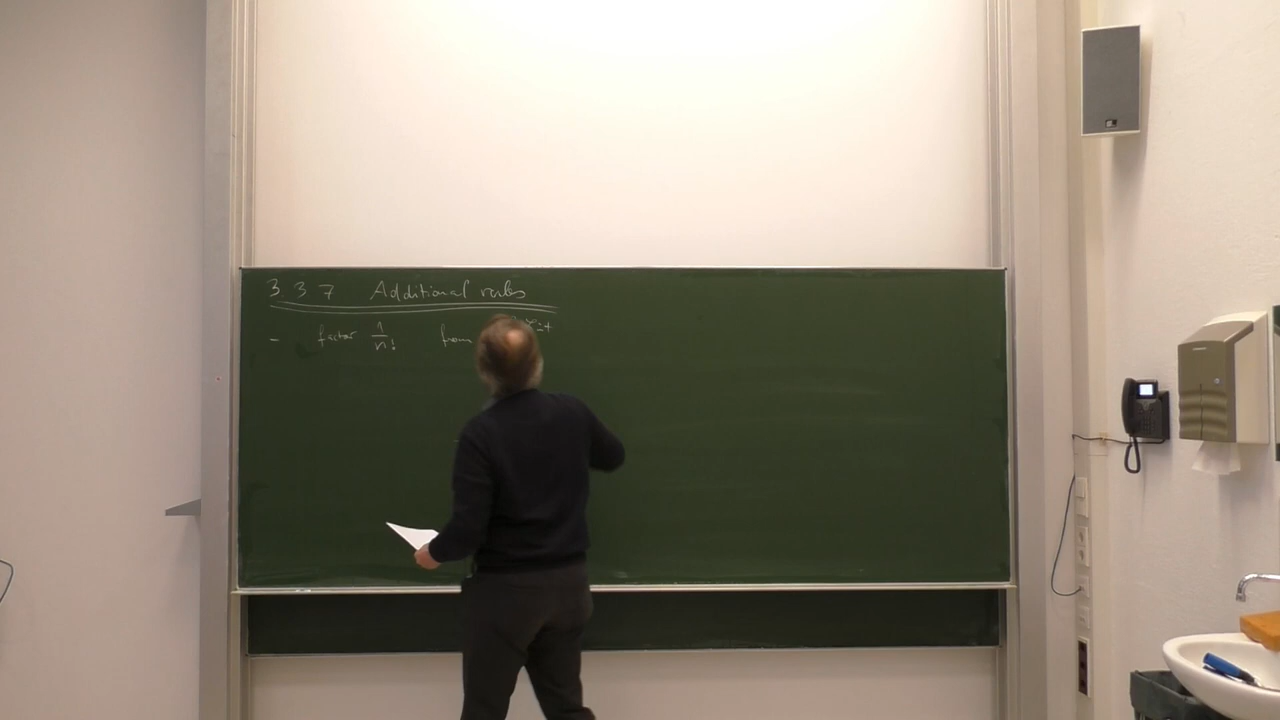 3.3.7 Additional rules
- factor 1/n! from